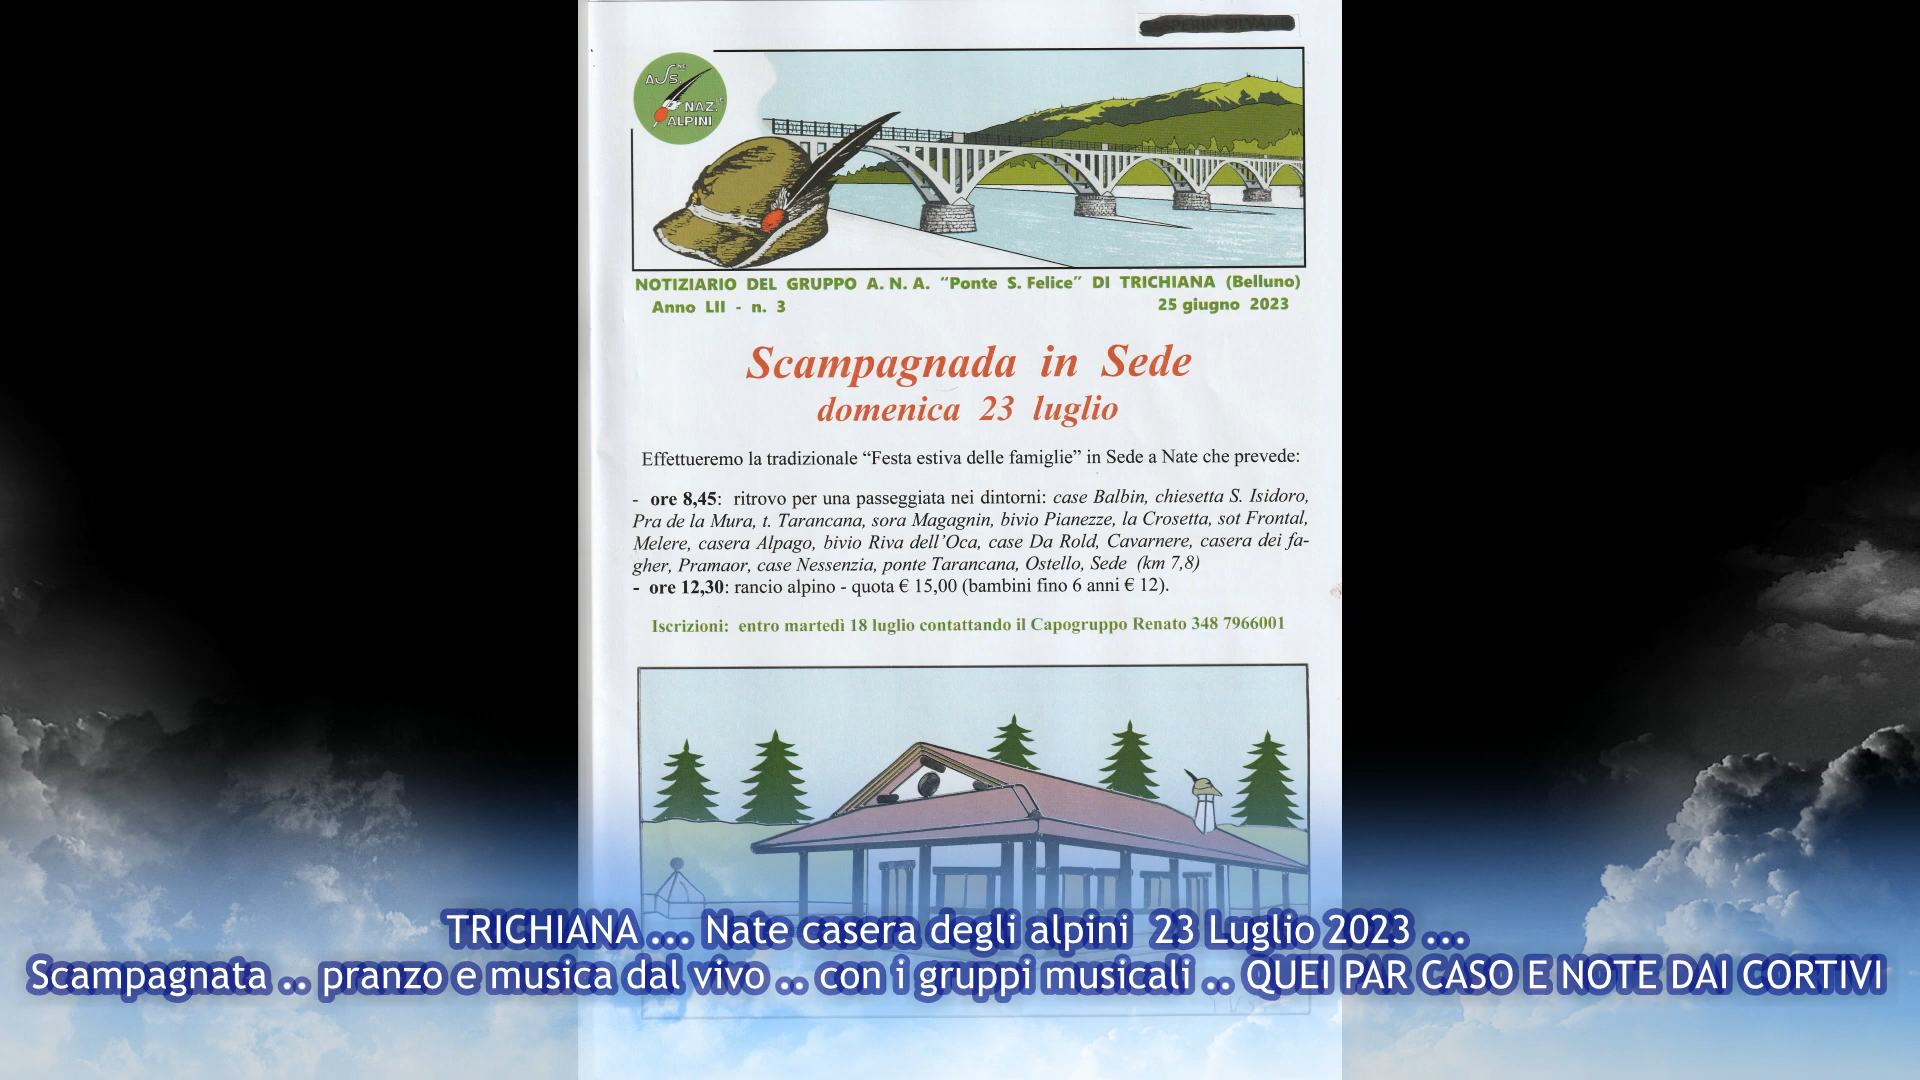 ASS.NE
NAZ.LE
ALPINI
NOTIZIARIO DEL GRUPPO A. N. A. “Ponte S. Felice” DI TRICHIANA (Belluno)
Anno LII - n. 3
25 giugno 2023
Scampagnada in Sede
domenica 23 luglio
Effettueremo la tradizionale “Festa estiva delle famiglie” in Sede a Nate che prevede:
- ore 8,45: ritrovo per una passeggiata nei dintorni: case Balbin, chiesetta S. Isidoro,
Pra de la Mura, t. Tarancana, sora Magagnin, bivio Pianezze, la Crosetta, sot Frontal,
Melere, casera Alpago, bivio Riva dell’Oca, case Da Rold, Cavarnere, casera dei fa-
gher, Pramaor, case Nessenzia, ponte Tarancana, Ostello, Sede (km 7,8)
- ore 12,30: rancio alpino - quota € 15,00 (bambini fino 6 anni € 12).
Iscrizioni: entro martedì 18 luglio contattando il Capogruppo Renato 348 7966001
TRICHIANA ... Nate casera degli alpini 23 Luglio 2023 ...
Scampagnata .. pranzo e musica dal vivo .. con i gruppi musicali .. QUEI PAR CASO E NOTE DAI CORTIVI